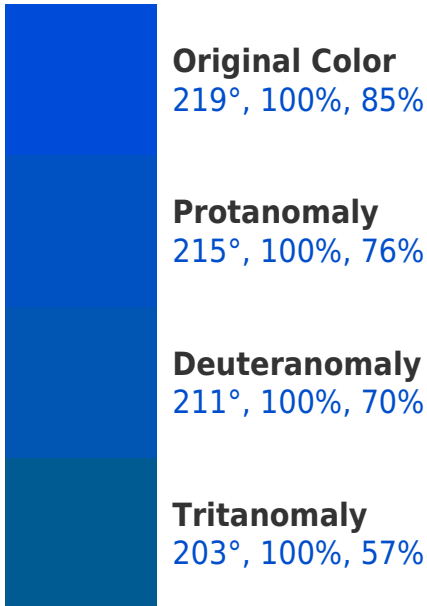 Original Color
219°, 100%, 85%
Protanomaly
215°, 100%, 76%
Deuteranomaly
211°, 100%, 70%
Tritanomaly
203°, 100%, 57%